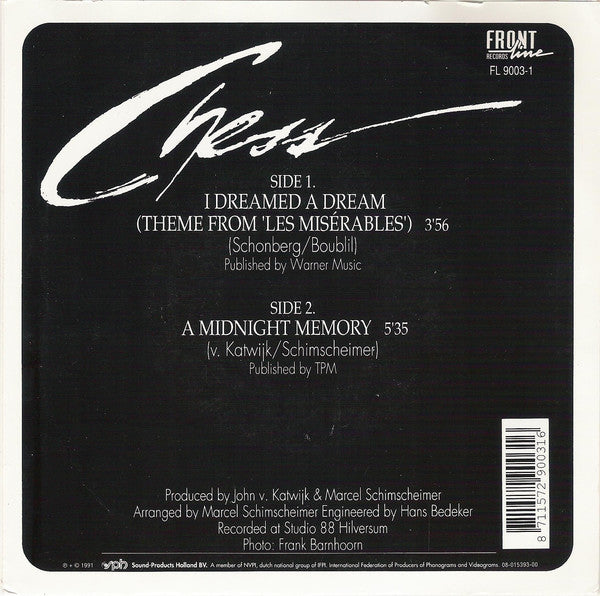 FRONT
RECORDS line
FL 9003-1
Chess
SIDE 1.
I DREAMED A DREAM
(THEME FROM 'LES MISÉRABLES') 3'56
(Schonberg/Boublil)
Published by Warner Music
SIDE 2.
A MIDNIGHT MEMORY 5'35
(v. Katwijk/Schimscheimer)
Published by TPM
8 711572 900316
Produced by John v. Katwijk & Marcel Schimscheimer
Arranged by Marcel Schimscheimer Engineered by Hans Bedeker
Recorded at Studio 88 Hilversum
Photo: Frank Barnhoorn
℗ + © 1991 sph Sound-Products Holland BV. A member of NVPI, dutch national group of IFPI. International Federation of Producers of Phonograms and Videograms. 08-015393-00